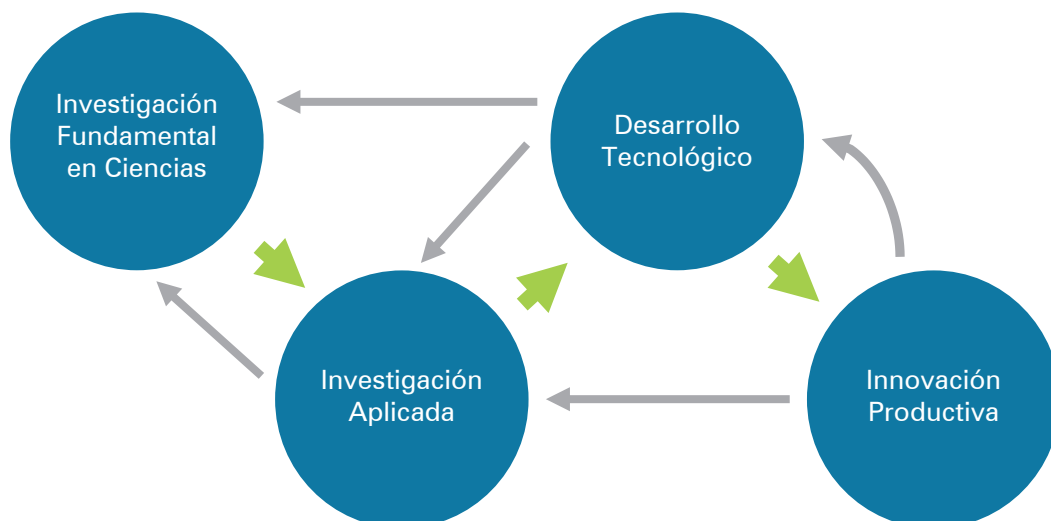 Investigación
Fundamental
en Ciencias
Desarrollo
Tecnológico
Investigación
Aplicada
Innovación
Productiva